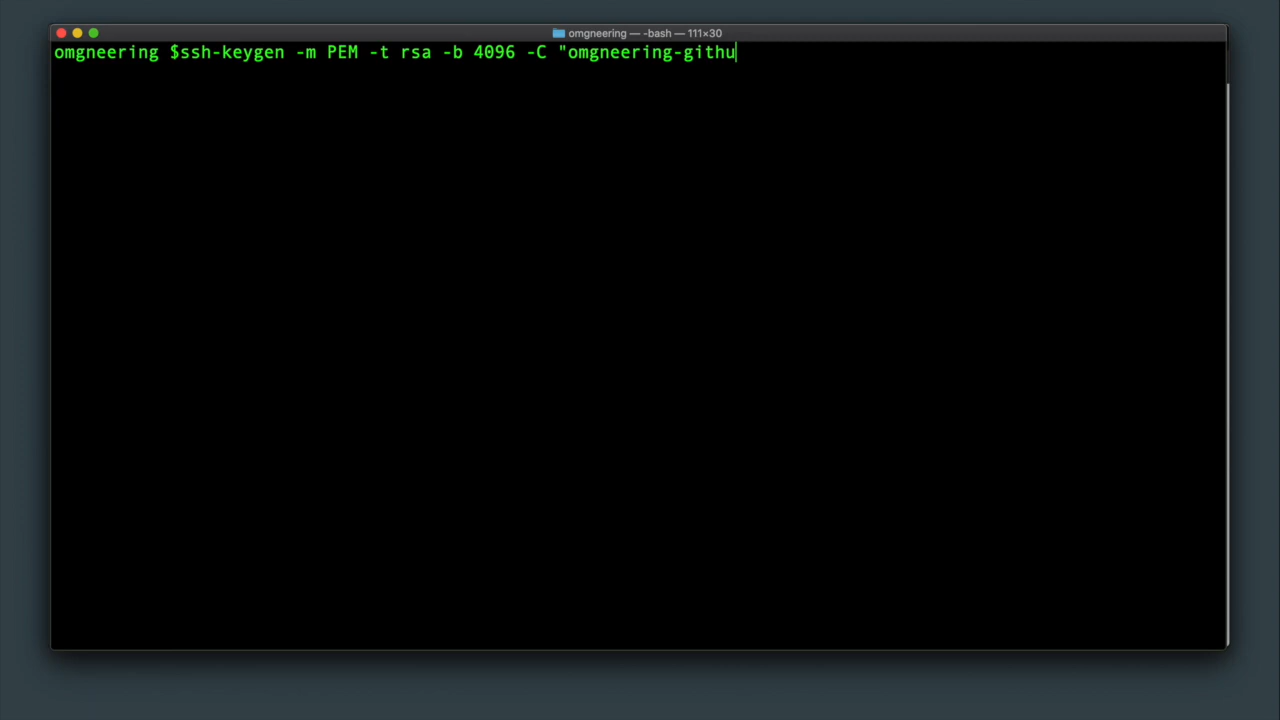 omgneering — -bash — 111×30
omgneering $ssh-keygen -m PEM -t rsa -b 4096 -C "omgneering-githu